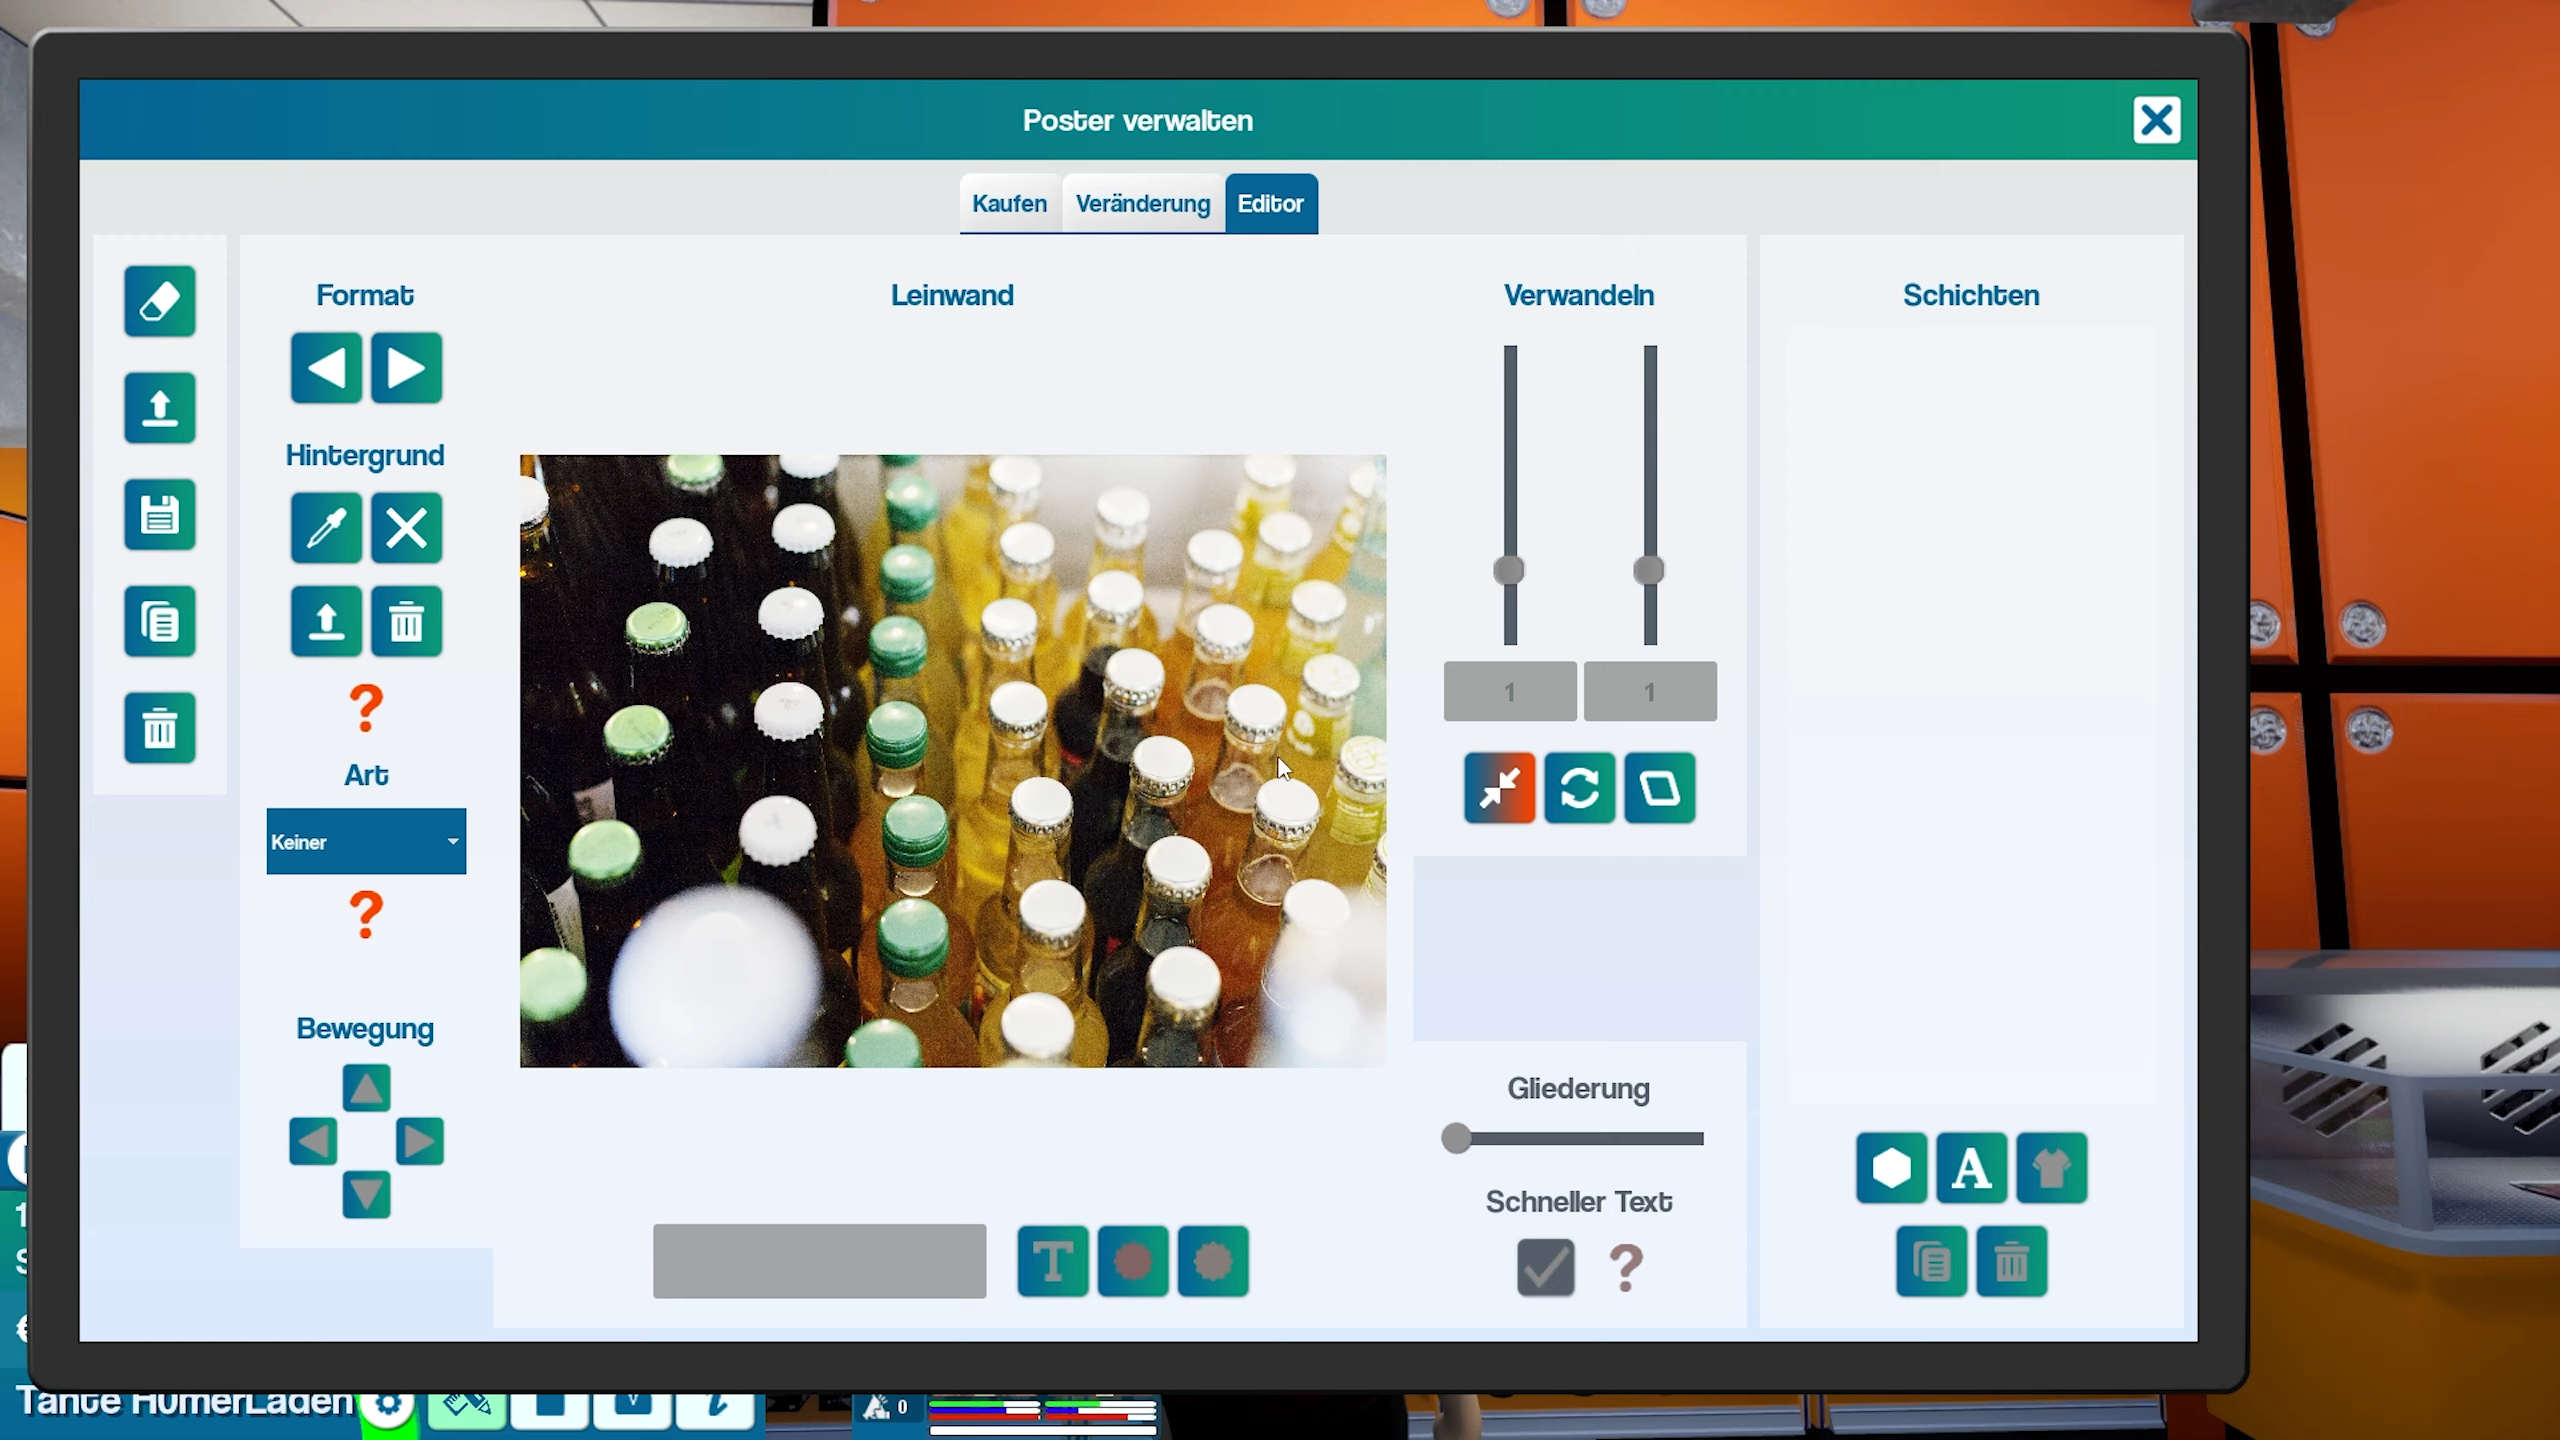 Poster verwalten
Kaufen
Veränderung
Editor
Format
Leinwand
Verwandeln
Schichten
Hintergrund
?
1
1
Art
Keiner
?
Bewegung
Gliederung
Schneller Text
?
A
T
Tante HumerLaden
0